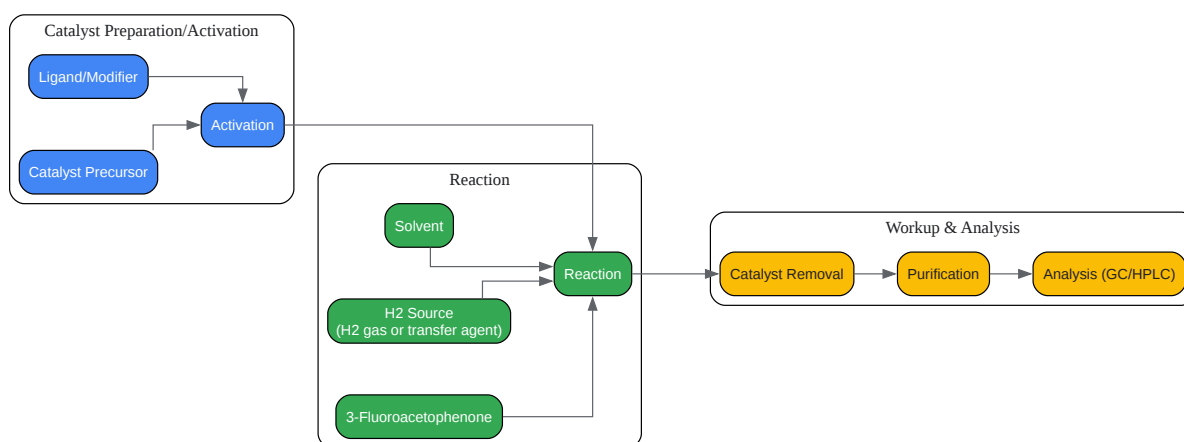 Catalyst Preparation/Activation
Ligand/Modifier
Activation
Catalyst Precursor
Reaction
Solvent
Reaction
H2 Source
(H2 gas or transfer agent)
3-Fluoroacetophenone
Workup & Analysis
Catalyst Removal
Purification
Analysis (GC/HPLC)